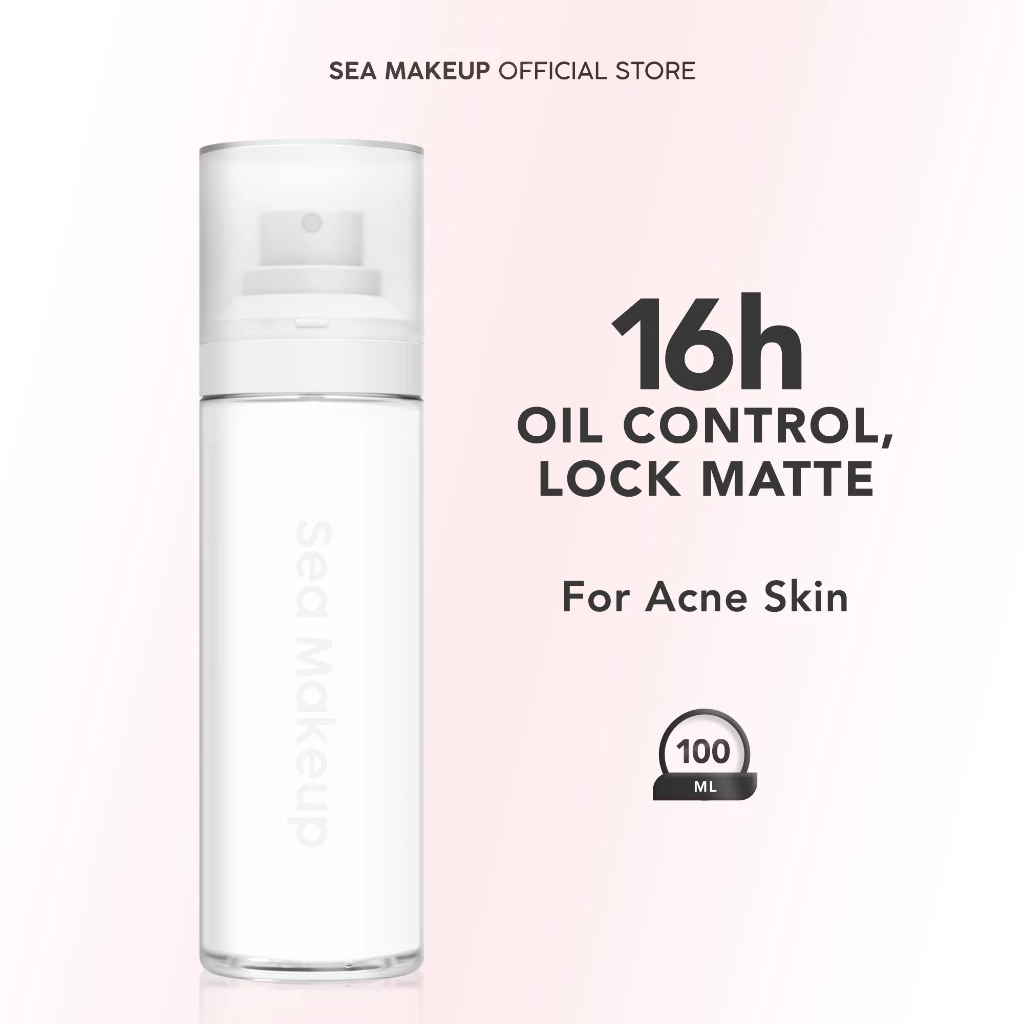 SEA MAKEUP OFFICIAL STORE
16h
OIL CONTROL,
LOCK MATTE
For Acne Skin
100
ML
Sea Makeup